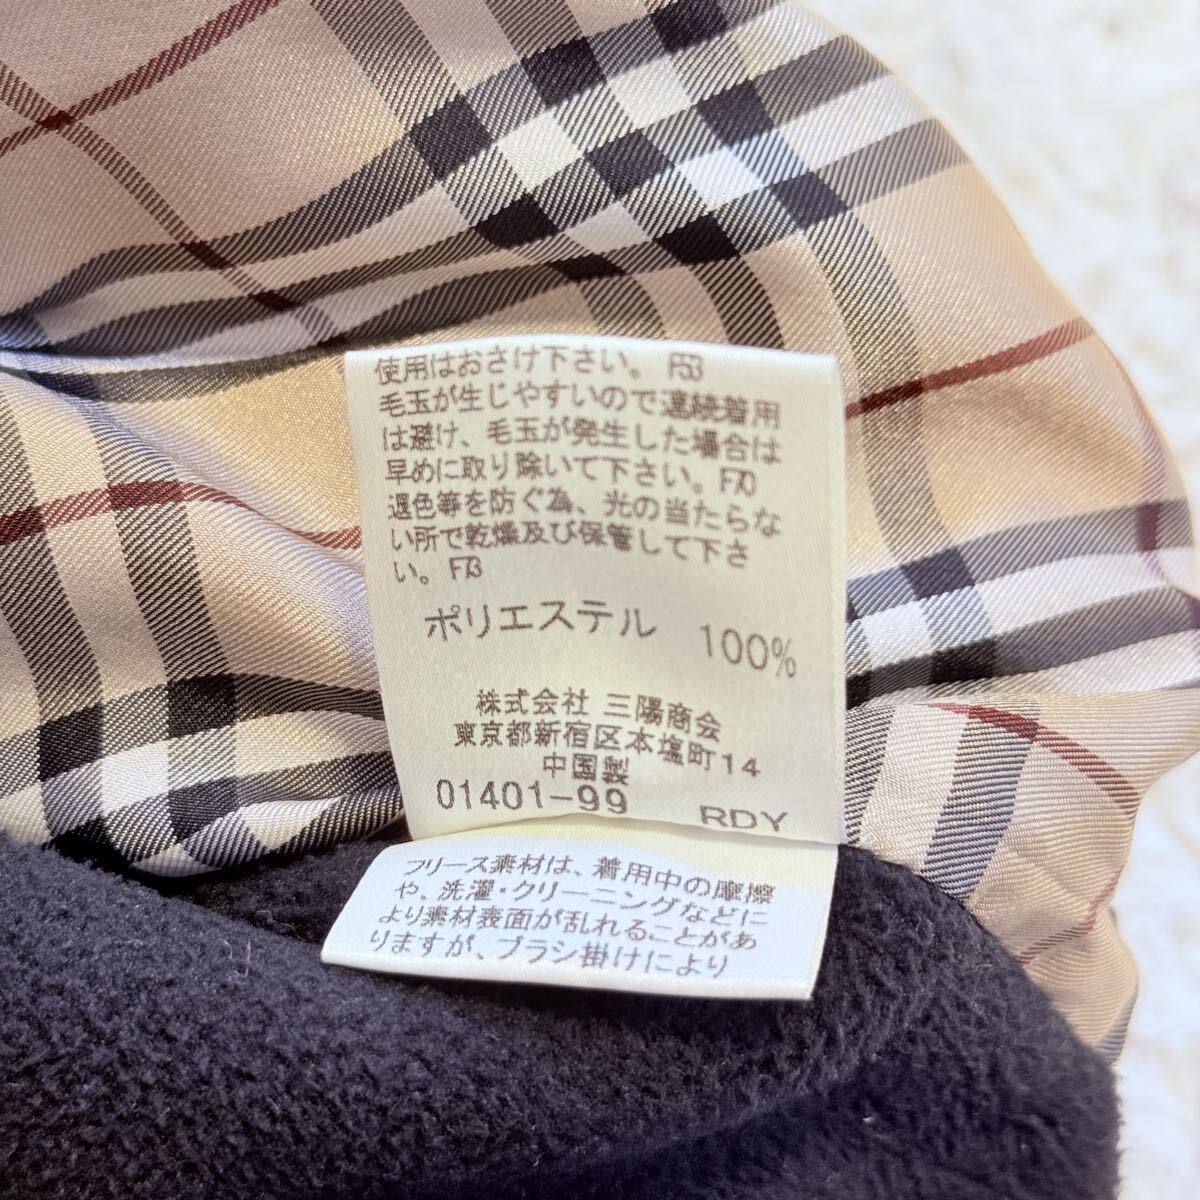 使用はおさけ下さい。F53
毛玉が生じやすいので連続着用
は避け、毛玉が発生した場合は
早めに取り除いて下さい。F70
退色等を防ぐ為、光の当たらな
い所で乾燥及び保管して下さ
い。F73
ポリエステル 100%
株式会社 三陽商会
東京都新宿区本塩町14
中国製
01401-99 RDY
フリース素材は、着用中の摩擦
や、洗濯・クリーニングなどに
より素材表面が乱れることがあ
りますが、ブラシ掛けにより